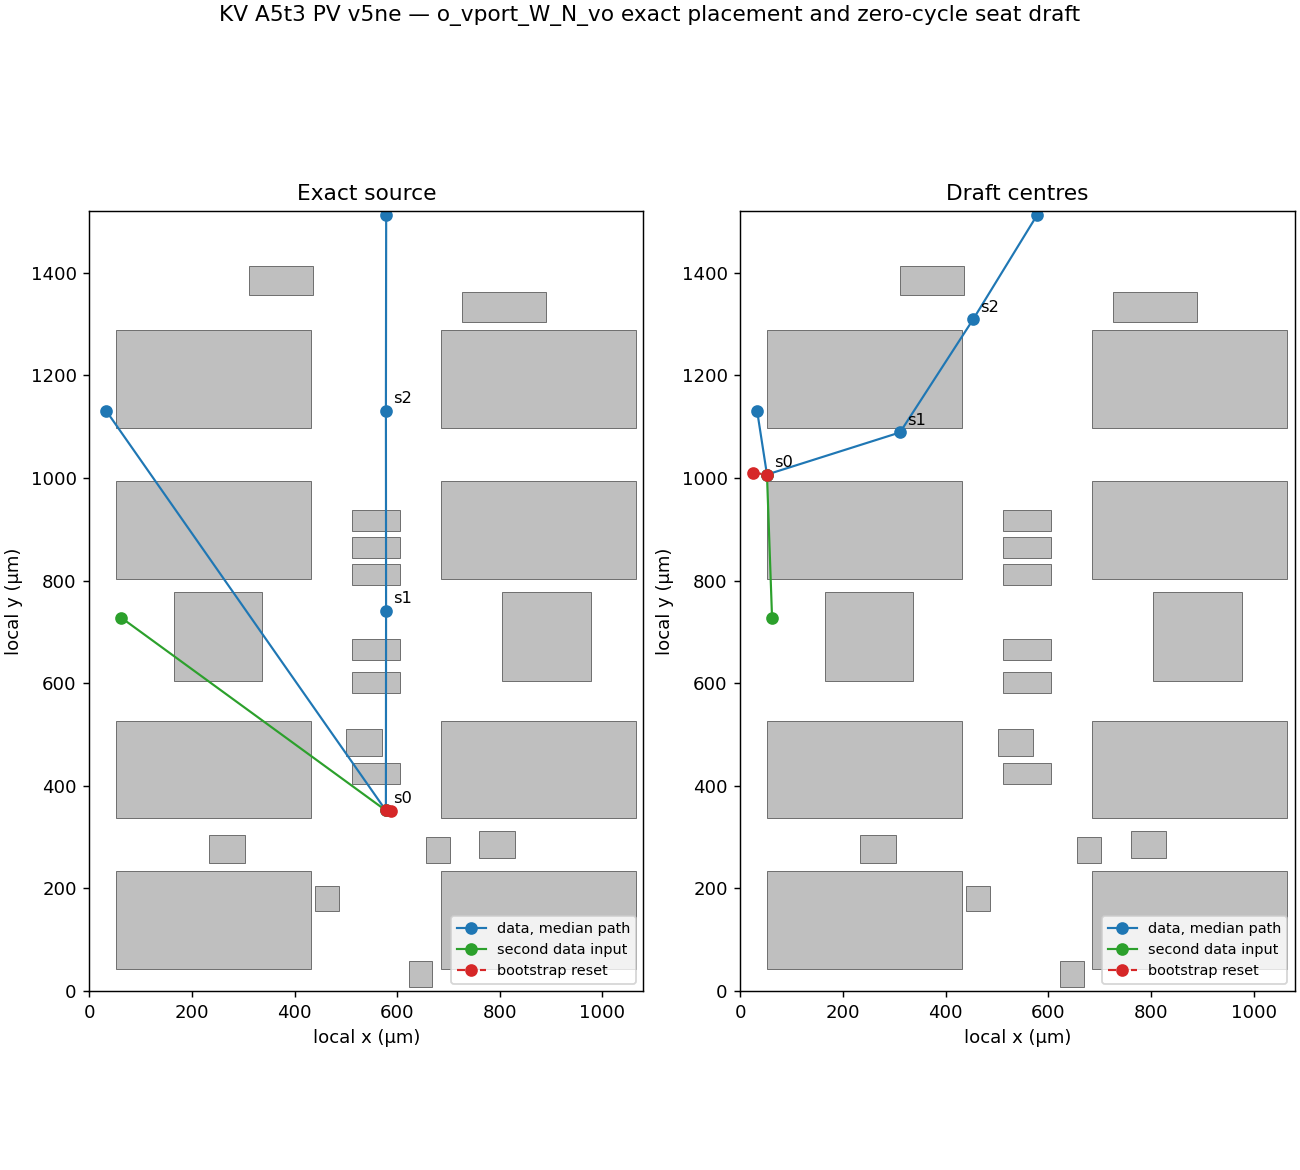 KV A5t3 PV v5ne — o_vport_W_N_vo exact placement and zero-cycle seat draft
Exact source
local y (µm)
1400
1200
1000
800
600
400
200
0
s2
s1
s0
data, median path
second data input
bootstrap reset
0 200 400 600 800 1000
local x (µm)
Draft centres
local y (µm)
1400
1200
1000
800
600
400
200
0
s2
s1
s0
data, median path
second data input
bootstrap reset
0 200 400 600 800 1000
local x (µm)